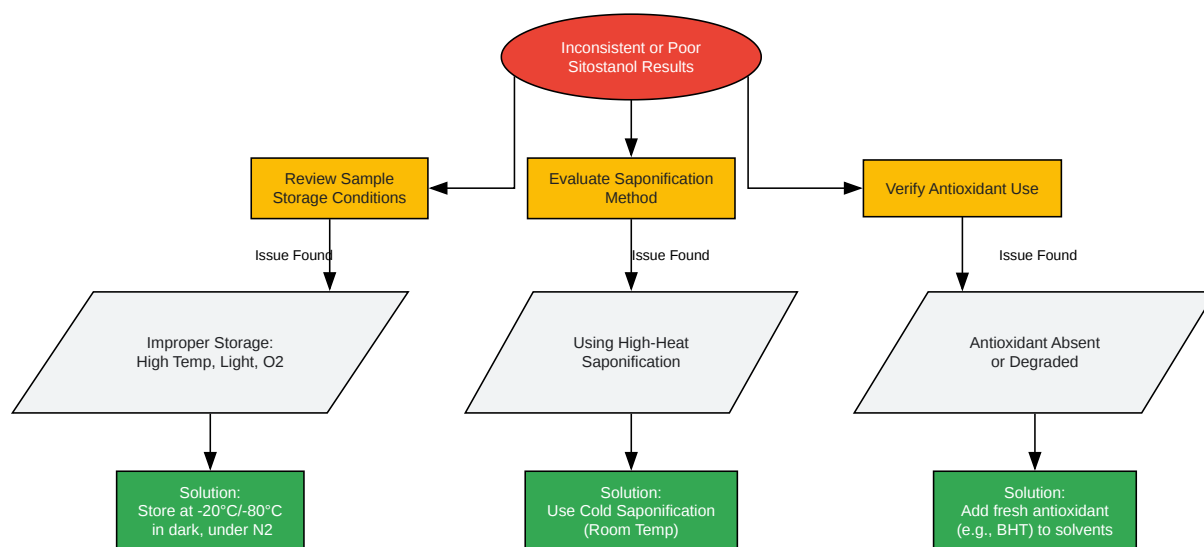 Inconsistent or Poor
Sitostanol Results
Review Sample
Storage Conditions
Evaluate Saponification
Method
Verify Antioxidant Use
Issue Found
Issue Found
Issue Found
Improper Storage:
High Temp, Light, O2
Using High-Heat
Saponification
Antioxidant Absent
or Degraded
Solution:
Store at -20°C/-80°C
in dark, under N2
Solution:
Use Cold Saponification
(Room Temp)
Solution:
Add fresh antioxidant
(e.g., BHT) to solvents